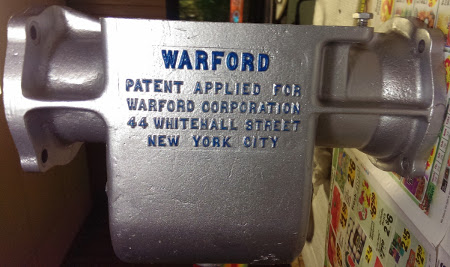 WARFORD
PATENT APPLIED FOR
WARFORD CORPORATION
44 WHITEHALL STREET
NEW YORK CITY